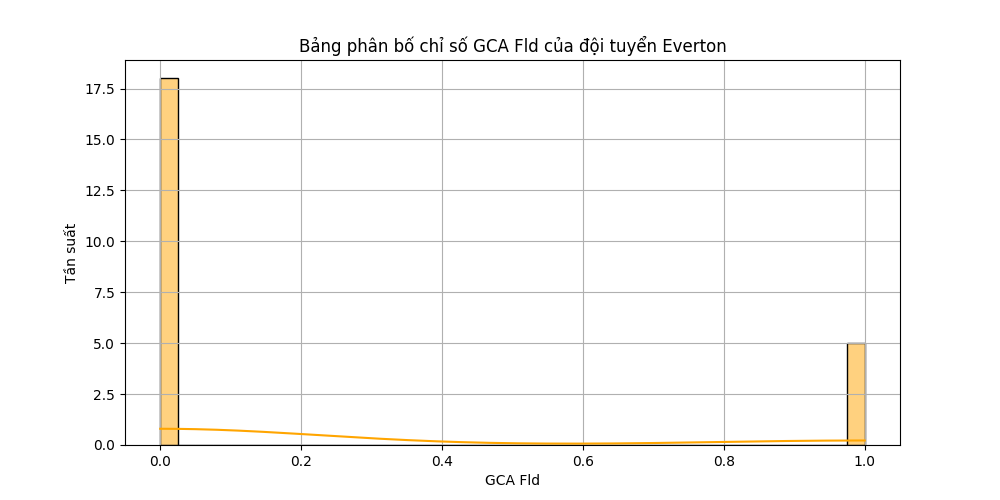 Bảng phân bố chỉ số GCA Fld của đội tuyển Everton
Tần suất
17.5
15.0
12.5
10.0
7.5
5.0
2.5
0.0
0.0 0.2 0.4 0.6 0.8 1.0
GCA Fld